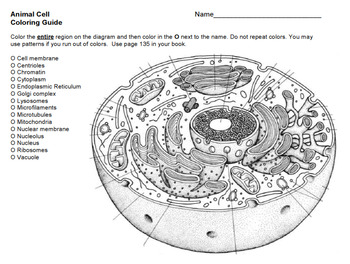 Animal Cell Name
Coloring Guide
Color the entire region on the diagram and then color in the O next to the name. Do not repeat colors. You may
use patterns if you run out of colors. Use page 135 in your book.
O Cell membrane
O Centrioles
O Chromatin
O Cytoplasm
O Endoplasmic Reticulum
O Golgi complex
O Lysosomes
O Microfilaments
O Microtubules
O Mitochondria
O Nuclear membrane
O Nucleolus
O Nucleus
O Ribosomes
O Vacuole